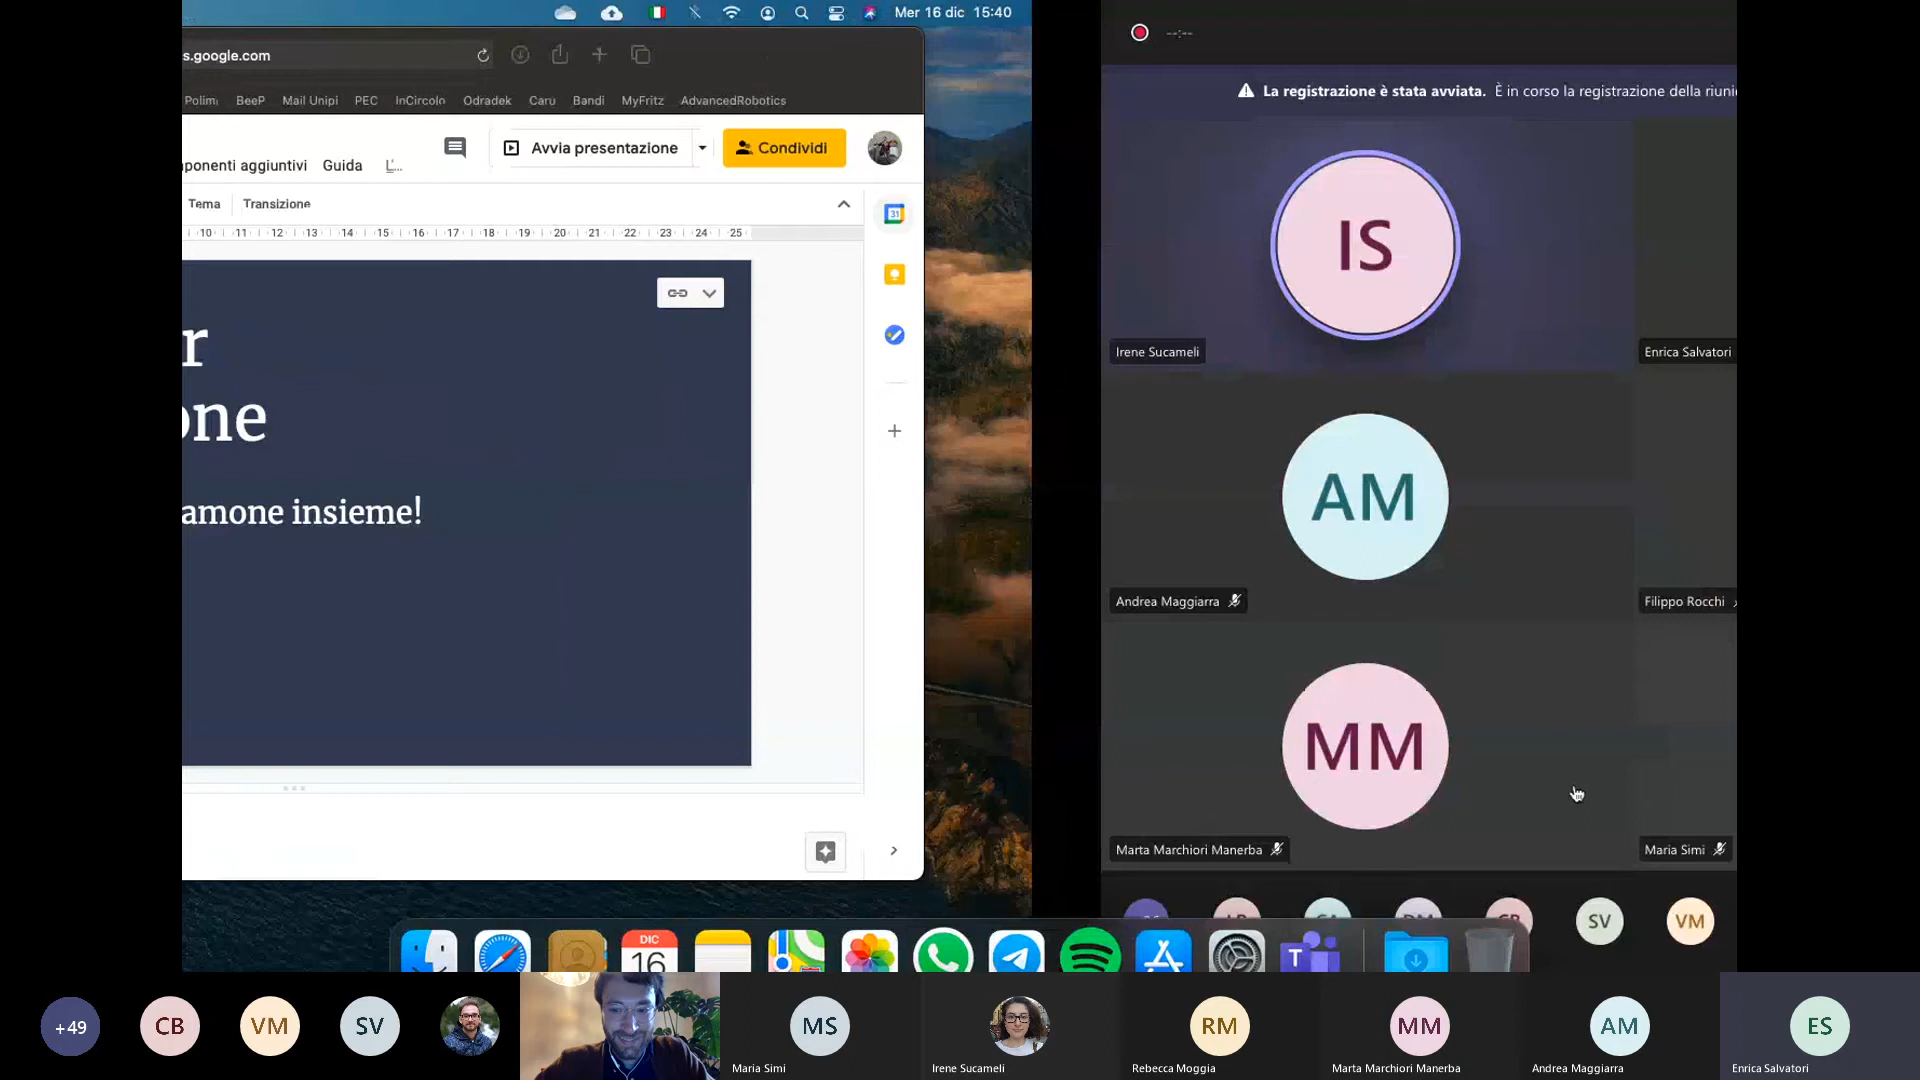 Mer 16 dic 15:40
s.google.com
Polimi BeeP Mail Unipi PEC InCircolo Odradek Caru Bandi MyFritz AdvancedRobotics
Avvia presentazione
Condividi
ponenti aggiuntivi Guida L'...
Tema Transizione
10 11 12 13 14 15 16 17 18 19 20 21 22 23 24 25
31
r
one
amone insieme!
--:--
La registrazione è stata avviata. È in corso la registrazione della riuni
IS
Irene Sucameli
Enrica Salvatori
AM
Andrea Maggiarra
Filippo Rocchi
MM
Marta Marchiori Manerba
Maria Simi
SV
VM
DIC
16
T
+49
CB
VM
SV
MS
Maria Simi
Irene Sucameli
RM
Rebecca Moggia
MM
Marta Marchiori Manerba
AM
Andrea Maggiarra
ES
Enrica Salvatori